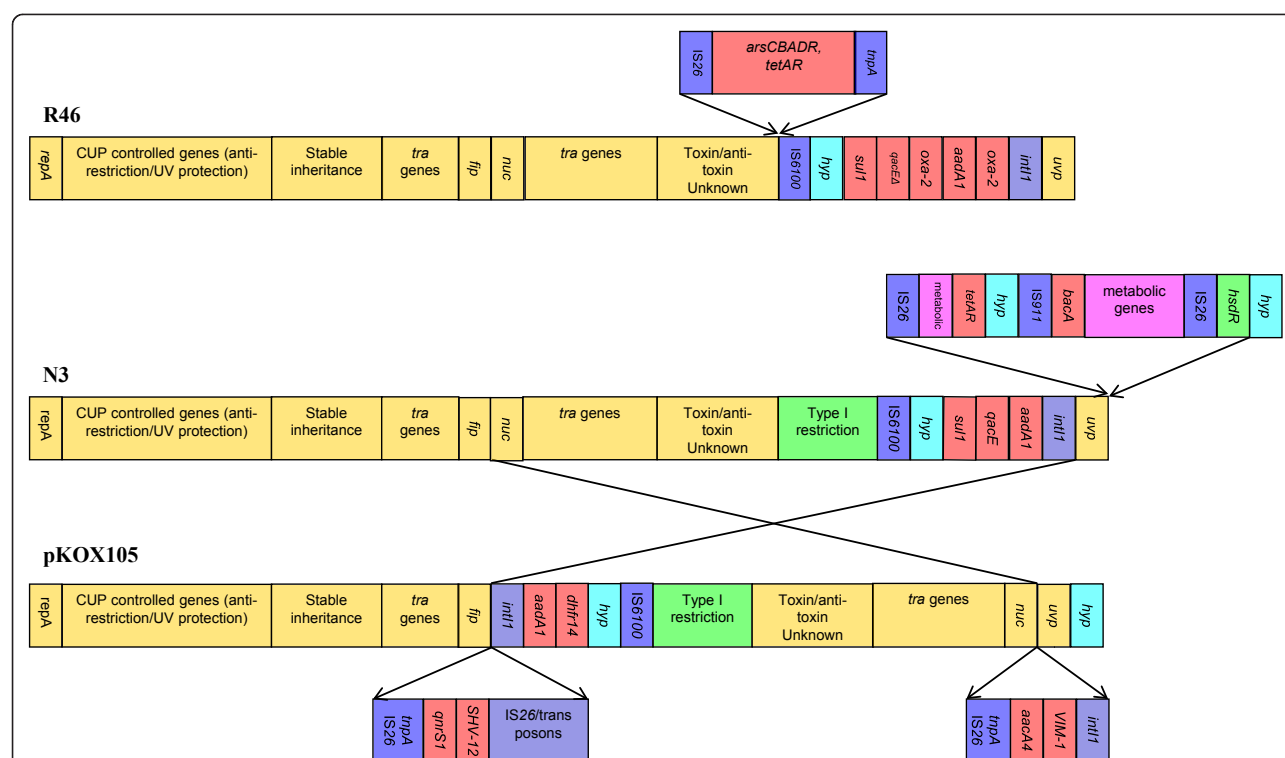 IS26
arsCBADR,
tetAR
tnpA
R46
repA
CUP controlled genes (anti-
restriction/UV protection)
Stable
inheritance
tra
genes
fip
nuc
tra genes
Toxin/anti-
toxin
Unknown
IS6100
hyp
sul1
qacEΔ
oxa-2
aadA1
oxa-2
intI1
uvp
IS26
metabolic
tetAR
hyp
IS911
bacA
metabolic
genes
IS26
hsdR
hyp
N3
repA
CUP controlled genes (anti-
restriction/UV protection)
Stable
inheritance
tra
genes
fip
nuc
tra genes
Toxin/anti-
toxin
Unknown
Type I
restriction
IS6100
hyp
sul1
qacE
aadA1
intI1
uvp
pKOX105
repA
CUP controlled genes (anti-
restriction/UV protection)
Stable
inheritance
tra
genes
fip
intI1
aadA1
dhfr14
hyp
IS6100
Type I
restriction
Toxin/anti-
toxin
Unknown
tra genes
nuc
uvp
hyp
tnpA
IS26
qnrS1
SHV-12
IS26/trans
posons
tnpA
IS26
aacA4
VIM-1
intI1